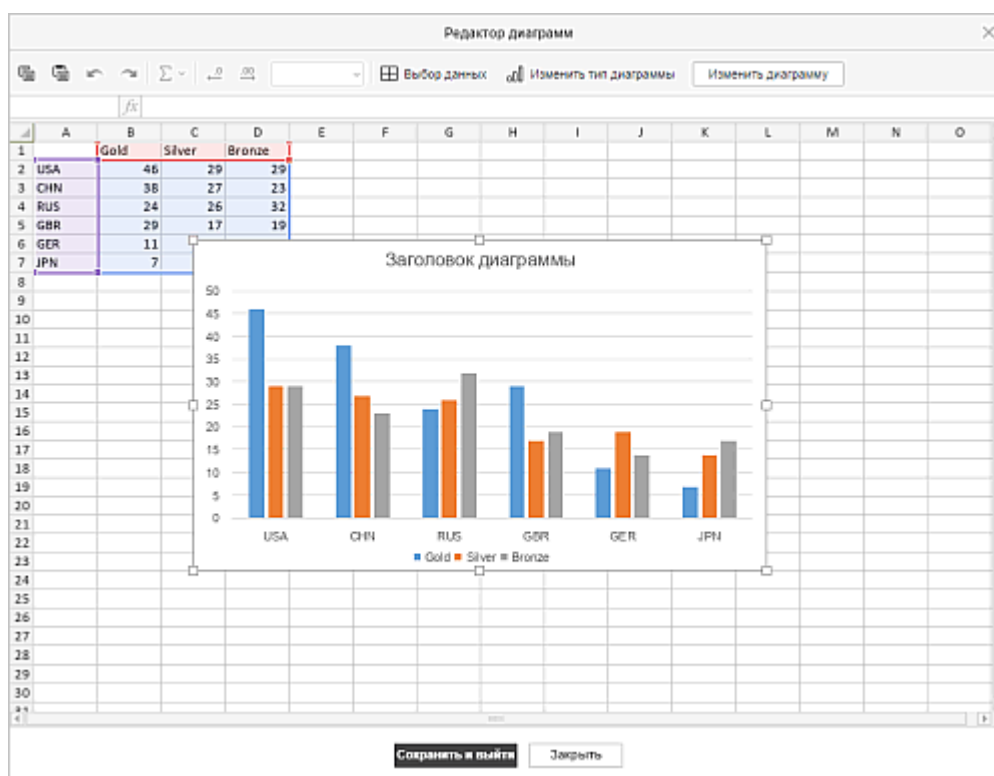 Редактор диаграмм
Выбор данных Изменить тип диаграммы Изменить диаграмму
fx
A B C D E F G H I J K L M N O
1 Gold Silver Bronze
2 USA 46 29 29
3 CHN 38 27 23
4 RUS 24 26 32
5 GBR 29 17 19
6 GER 11
7 JPN 7
8
9
10
11
12
13
14
15
16
17
18
19
20
21
22
23
24
25
26
27
28
29
30
31
Заголовок диаграммы
50
45
40
35
30
25
20
15
10
5
0
USA CHN RUS GBR GER JPN
Gold Silver Bronze
Сохранить и выйти Закрыть